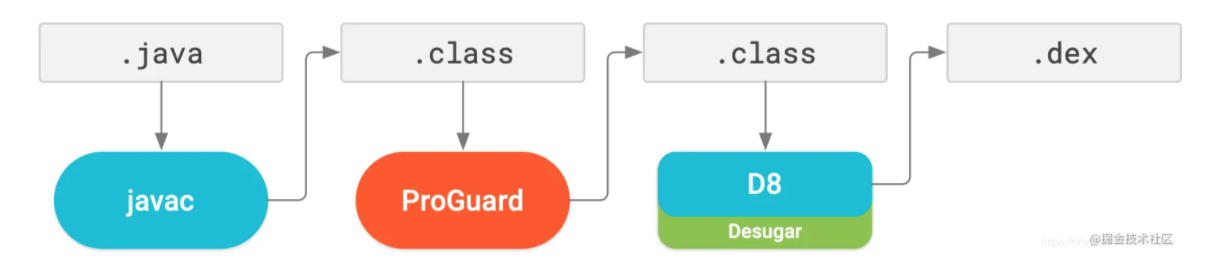 .java
.class
.class
.dex
javac
ProGuard
D8
Desugar
@掘金技术社区